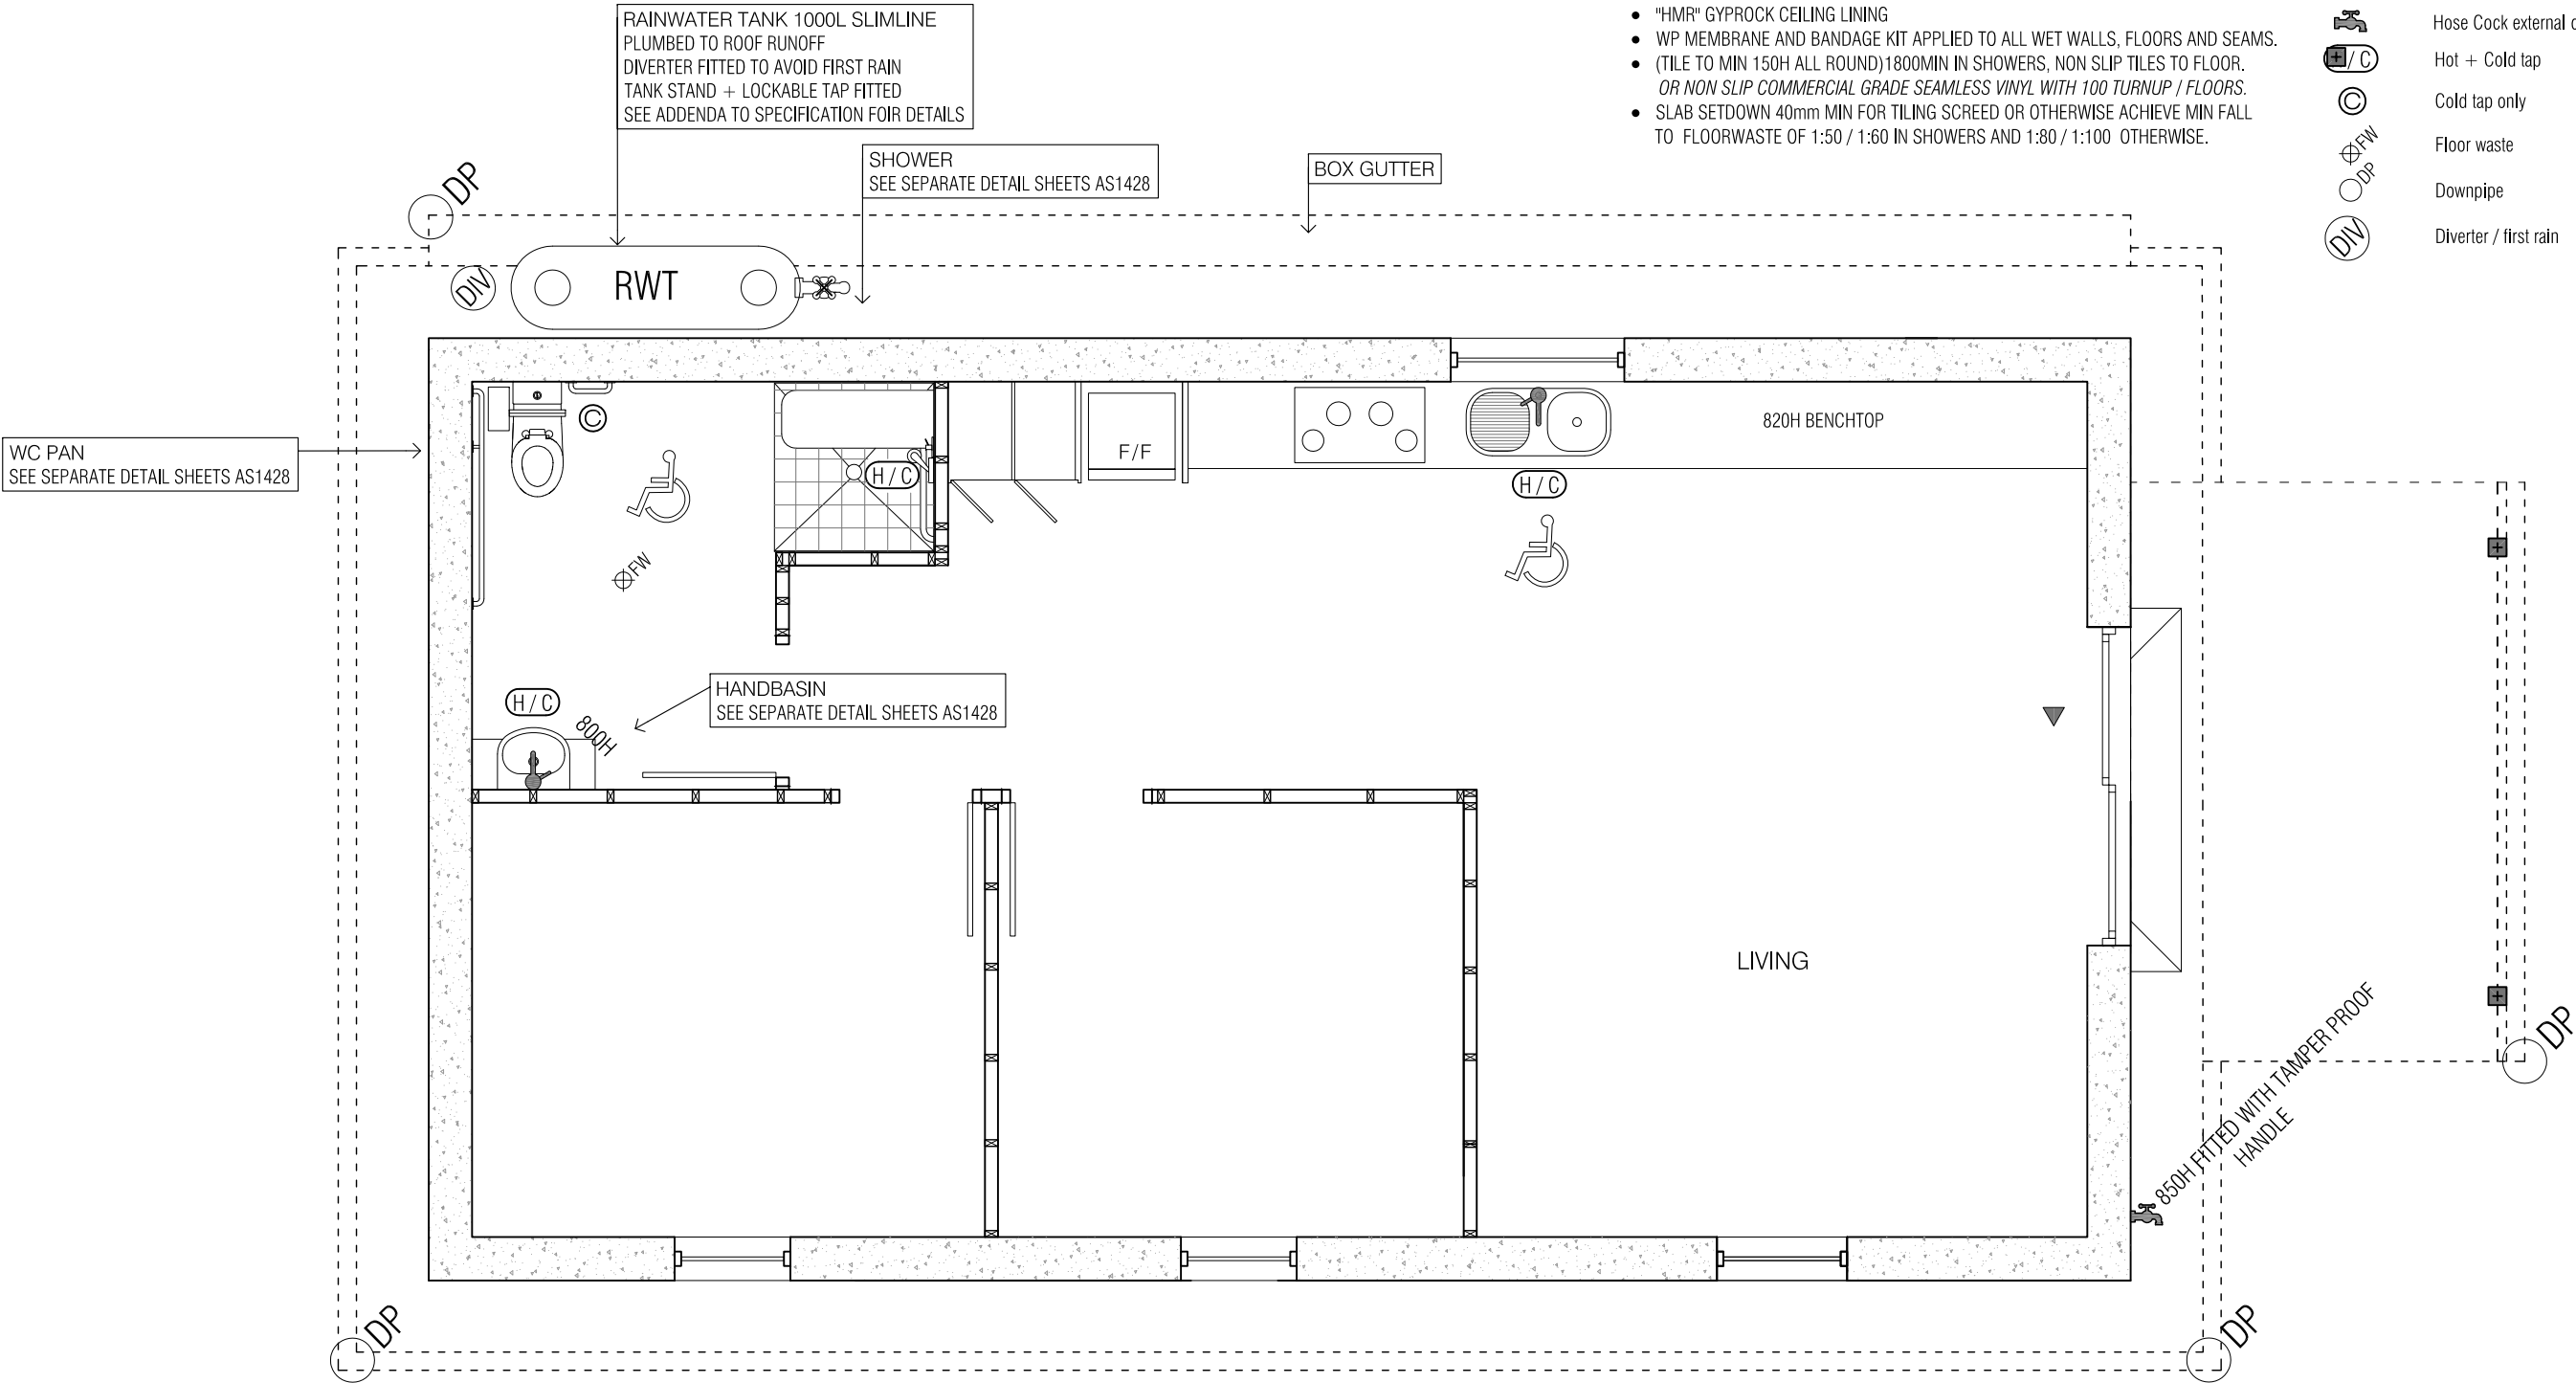 RAINWATER TANK 1000L SLIMLINE
PLUMBED TO ROOF RUNOFF
DIVERTER FITTED TO AVOID FIRST RAIN
TANK STAND + LOCKABLE TAP FITTED
SEE ADDENDA TO SPECIFICATION FOIR DETAILS
• "HMR" GYPROCK CEILING LINING
• WP MEMBRANE AND BANDAGE KIT APPLIED TO ALL WET WALLS, FLOORS AND SEAMS.
• (TILE TO MIN 150H ALL ROUND)1800MIN IN SHOWERS, NON SLIP TILES TO FLOOR.
OR NON SLIP COMMERCIAL GRADE SEAMLESS VINYL WITH 100 TURNUP / FLOORS.
• SLAB SETDOWN 40mm MIN FOR TILING SCREED OR OTHERWISE ACHIEVE MIN FALL
TO FLOORWASTE OF 1:50 / 1:60 IN SHOWERS AND 1:80 / 1:100 OTHERWISE.
Hose Cock external
/ C
Hot + Cold tap
C
Cold tap only
FW
Floor waste
DP
Downpipe
DIV
Diverter / first rain
SHOWER
SEE SEPARATE DETAIL SHEETS AS1428
BOX GUTTER
DP
DIV
RWT
WC PAN
SEE SEPARATE DETAIL SHEETS AS1428
C
H / C
F/F
820H BENCHTOP
H / C
FW
HANDBASIN
SEE SEPARATE DETAIL SHEETS AS1428
H / C
800H
LIVING
850H FITTED WITH TAMPER PROOF
HANDLE
DP
DP
DP